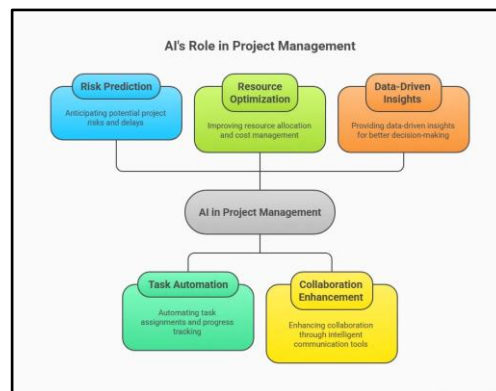 AI's Role in Project Management
Risk Prediction
Anticipating potential project
risks and delays
Resource
Optimization
Improving resource allocation
and cost management
Data-Driven
Insights
Providing data-driven insights
for better decision-making
AI in Project Management
Task Automation
Automating task
assignments and progress
tracking
Collaboration
Enhancement
Enhancing collaboration
through intelligent
communication tools